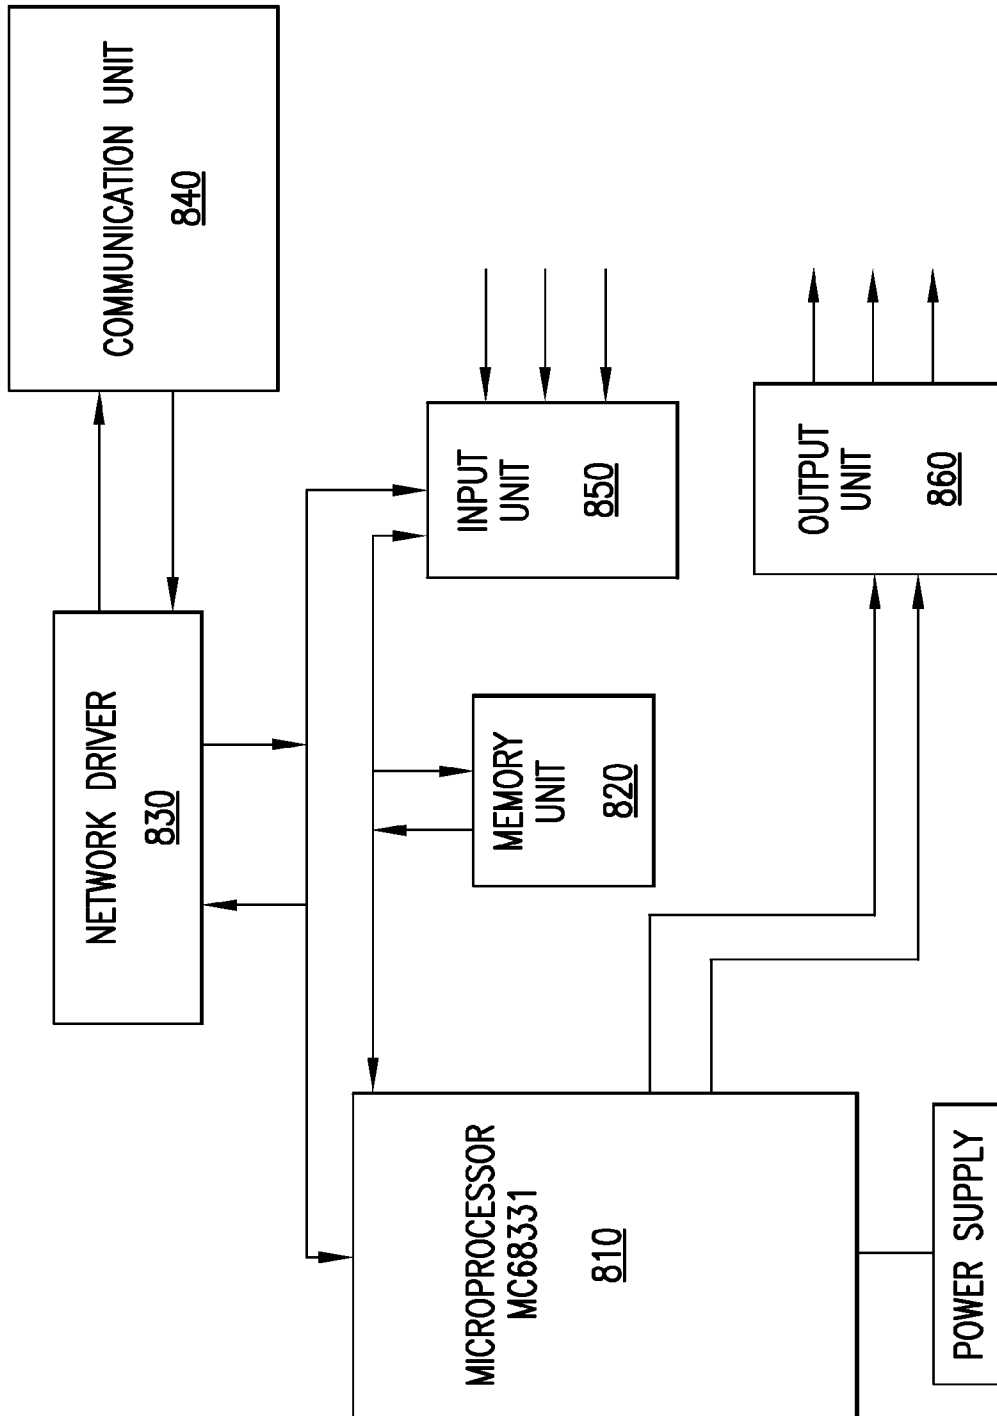 COMMUNICATION UNIT
840
NETWORK DRIVER
830
INPUT
UNIT
850
OUTPUT
UNIT
860
MEMORY
UNIT
820
MICROPROCESSOR
MC68331
810
POWER SUPPLY